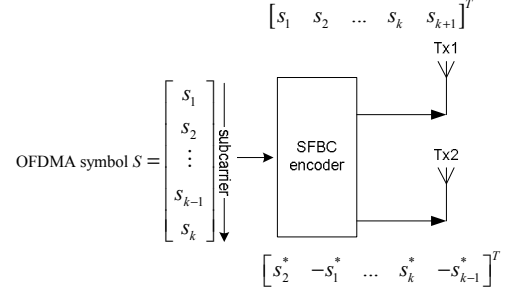 [s₁ s₂ ... sₖ sₖ₊₁]ᵀ
Tx1
OFDMA symbol S = [s₁ s₂ ⋮ sₖ₋₁ sₖ]
subcarrier
SFBC
encoder
Tx2
[s₂* −s₁* ... sₖ* −sₖ₋₁*]ᵀ